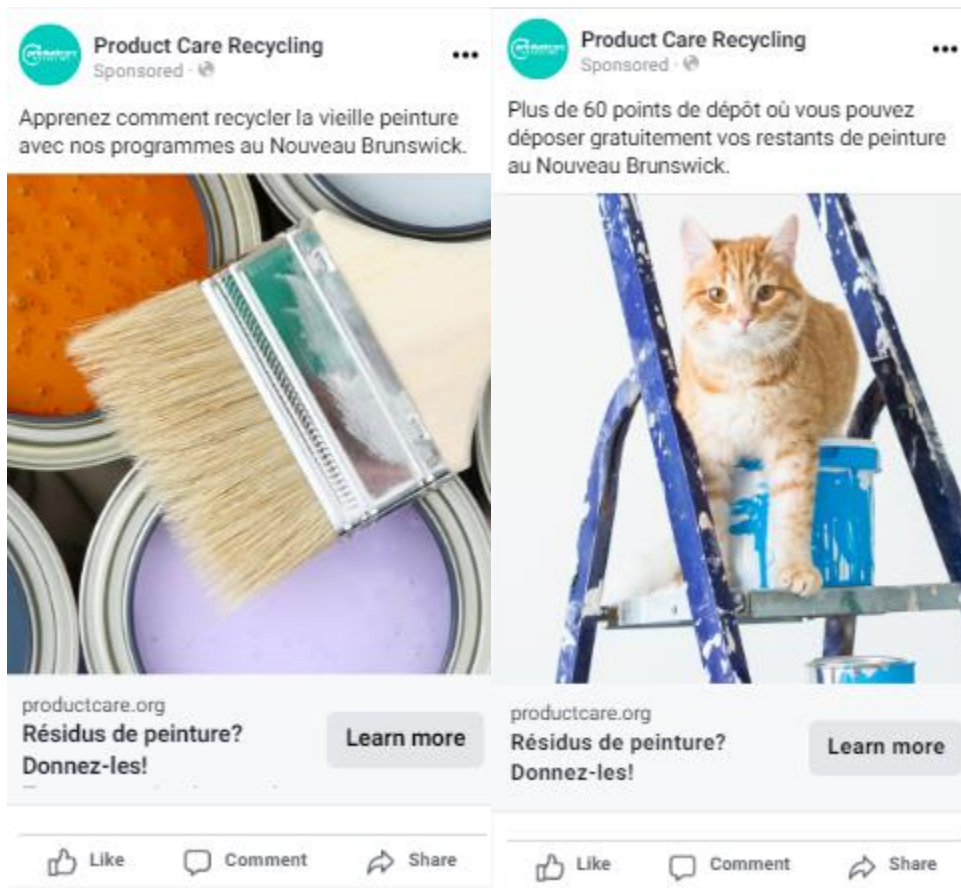 Product Care Recycling
Sponsored ·
Apprenez comment recycler la vieille peinture
avec nos programmes au Nouveau Brunswick.
productcare.org
Résidus de peinture?
Donnez-les!
Learn more
Like
Comment
Share
Product Care Recycling
Sponsored ·
Plus de 60 points de dépôt où vous pouvez
déposer gratuitement vos restants de peinture
au Nouveau Brunswick.
productcare.org
Résidus de peinture?
Donnez-les!
Learn more
Like
Comment
Share